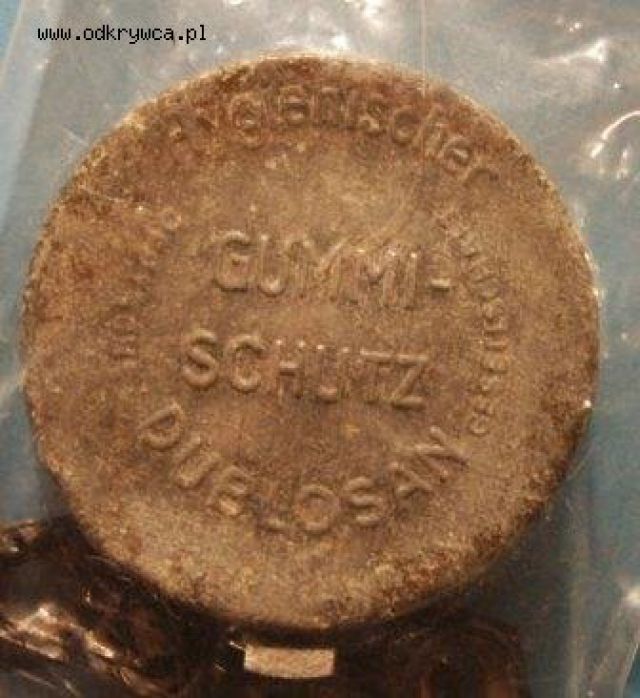 www.odkrywca.pl
Hygienischer
GUMMI-
SCHUTZ
DUBLOSAN